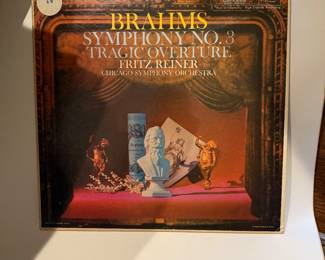 BRAHMS
SYMPHONY NO. 3
TRAGIC OVERTURE
FRITZ REINER
CHICAGO SYMPHONY ORCHESTRA